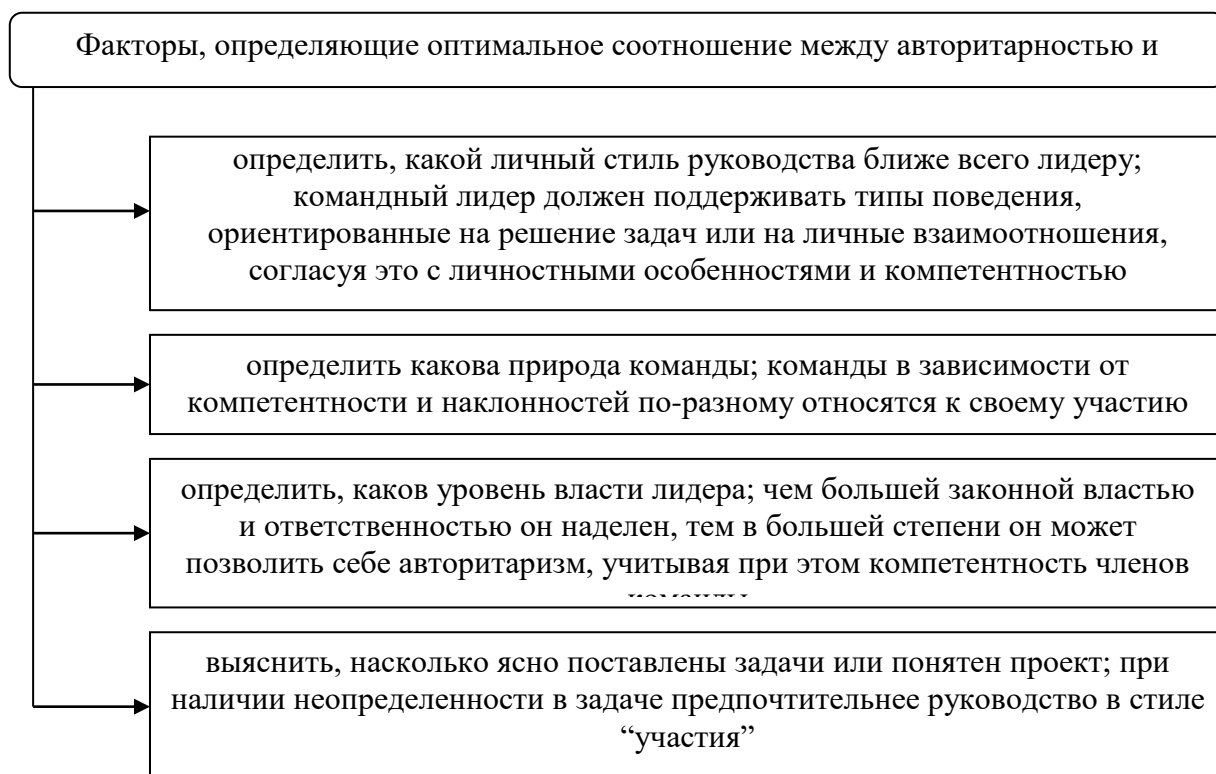 Факторы, определяющие оптимальное соотношение между авторитарностью и
определить, какой личный стиль руководства ближе всего лидеру;
командный лидер должен поддерживать типы поведения,
ориентированные на решение задач или на личные взаимоотношения,
согласуя это с личностными особенностями и компетентностью
определить какова природа команды; команды в зависимости от
компетентности и наклонностей по-разному относятся к своему участию
определить, каков уровень власти лидера; чем большей законной властью
и ответственностью он наделен, тем в большей степени он может
позволить себе авторитаризм, учитывая при этом компетентность членов
команды
выяснить, насколько ясно поставлены задачи или понятен проект; при
наличии неопределенности в задаче предпочтительнее руководство в стиле
“участия”